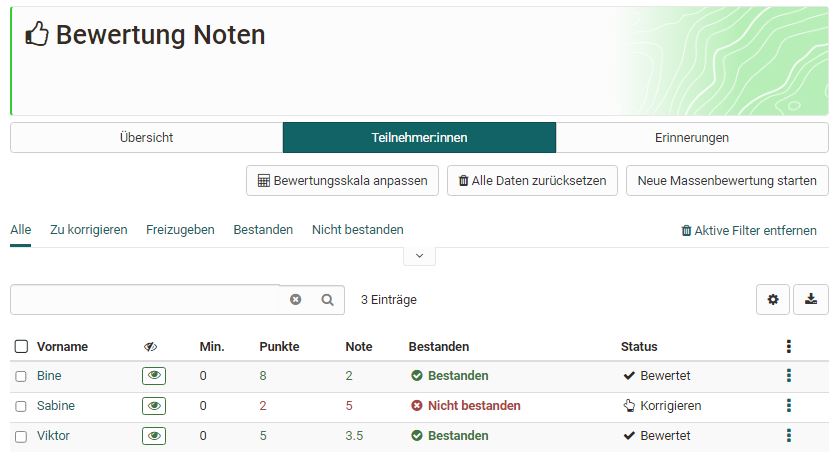 Bewertung Noten
Übersicht Teilnehmer:innen Erinnerungen
Bewertungsskala anpassen Alle Daten zurücksetzen Neue Massenbewertung starten
Alle Zu korrigieren Freizugeben Bestanden Nicht bestanden Aktive Filter entfernen
3 Einträge
Vorname Min. Punkte Note Bestanden Status
Bine 0 8 2 Bestanden Bewertet
Sabine 0 2 5 Nicht bestanden Korrigieren
Viktor 0 5 3.5 Bestanden Bewertet